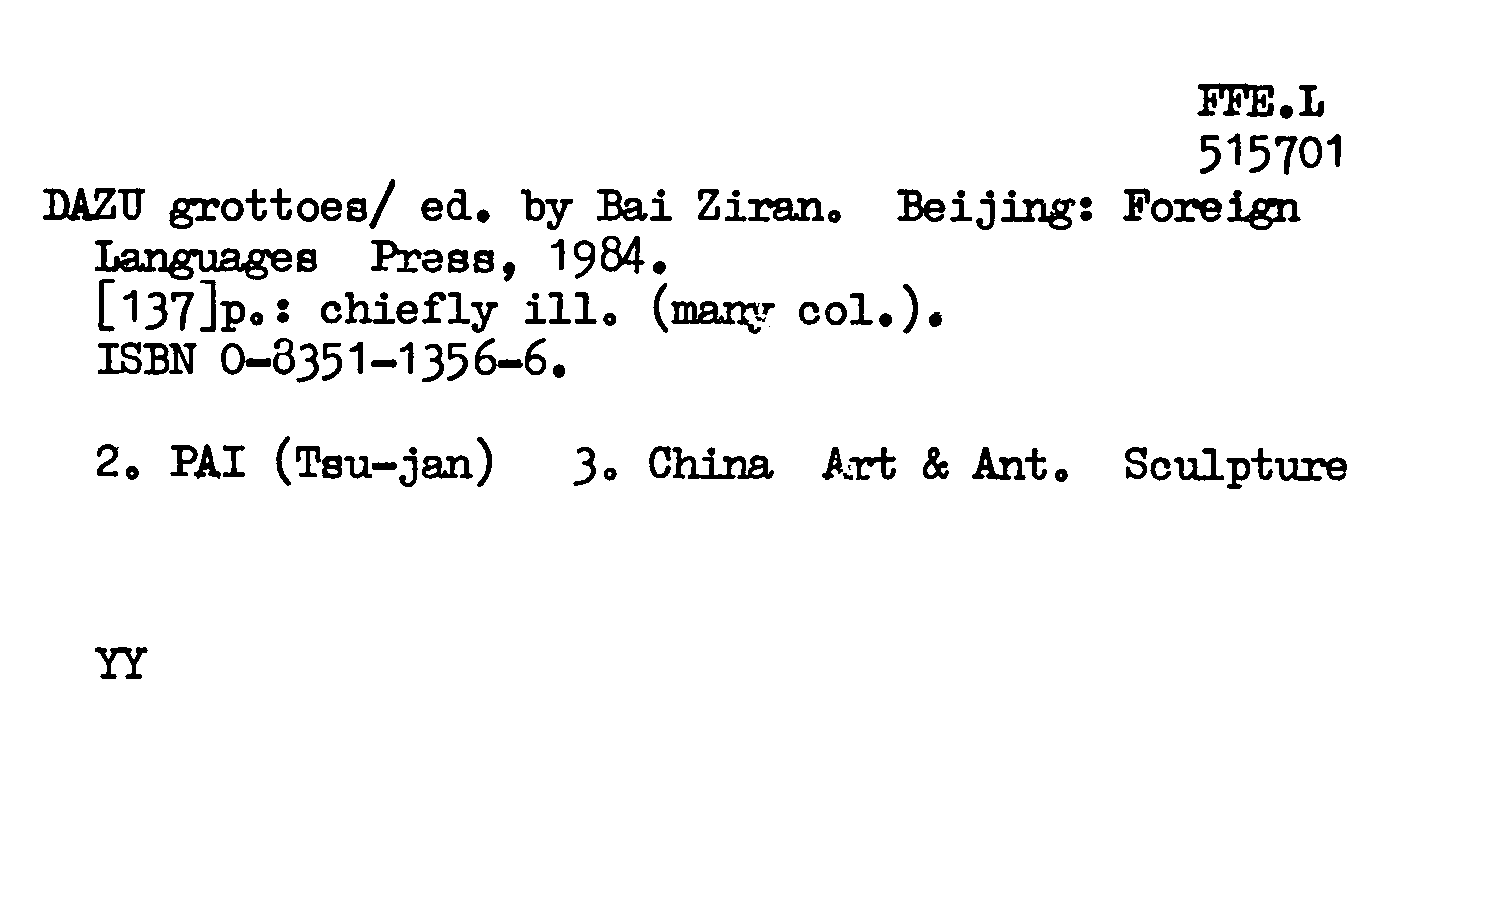 FFE.L
515701
DAZU grottoes/ ed. by Bai Ziran. Beijing: Foreign
Languages Press, 1984.
[137]p.: chiefly ill. (many col.).
ISBN 0-8351-1356-6.
2. PAI (Tsu-jan) 3. China Art & Ant. Sculpture
YY